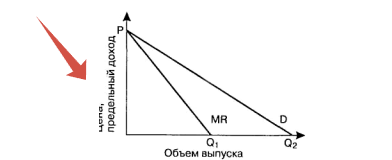 P
предельный доход
MR
D
Q1
Q2
Объем выпуска